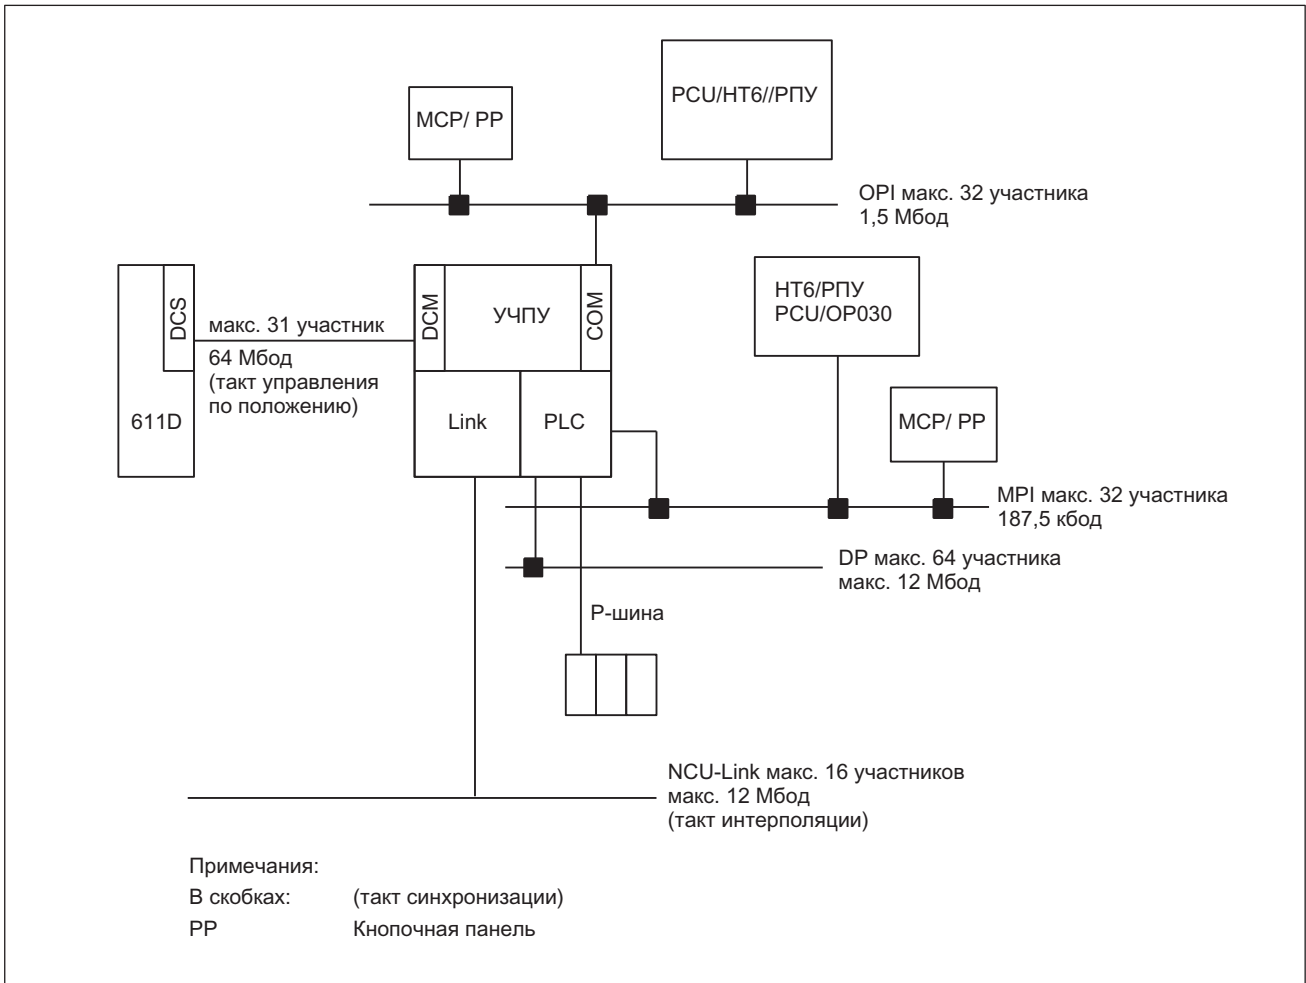 PCU/HT6//РПУ
MCP/ PP
OPI макс. 32 участника
1,5 Мбод
DCS
611D
макс. 31 участник
64 Мбод
(такт управления
по положению)
DCM
УЧПУ
COM
Link
PLC
HT6/РПУ
PCU/OP030
MCP/ PP
MPI макс. 32 участника
187,5 кбод
DP макс. 64 участника
макс. 12 Мбод
P-шина
NCU-Link макс. 16 участников
макс. 12 Мбод
(такт интерполяции)
Примечания:
В скобках: (такт синхронизации)
PP Кнопочная панель